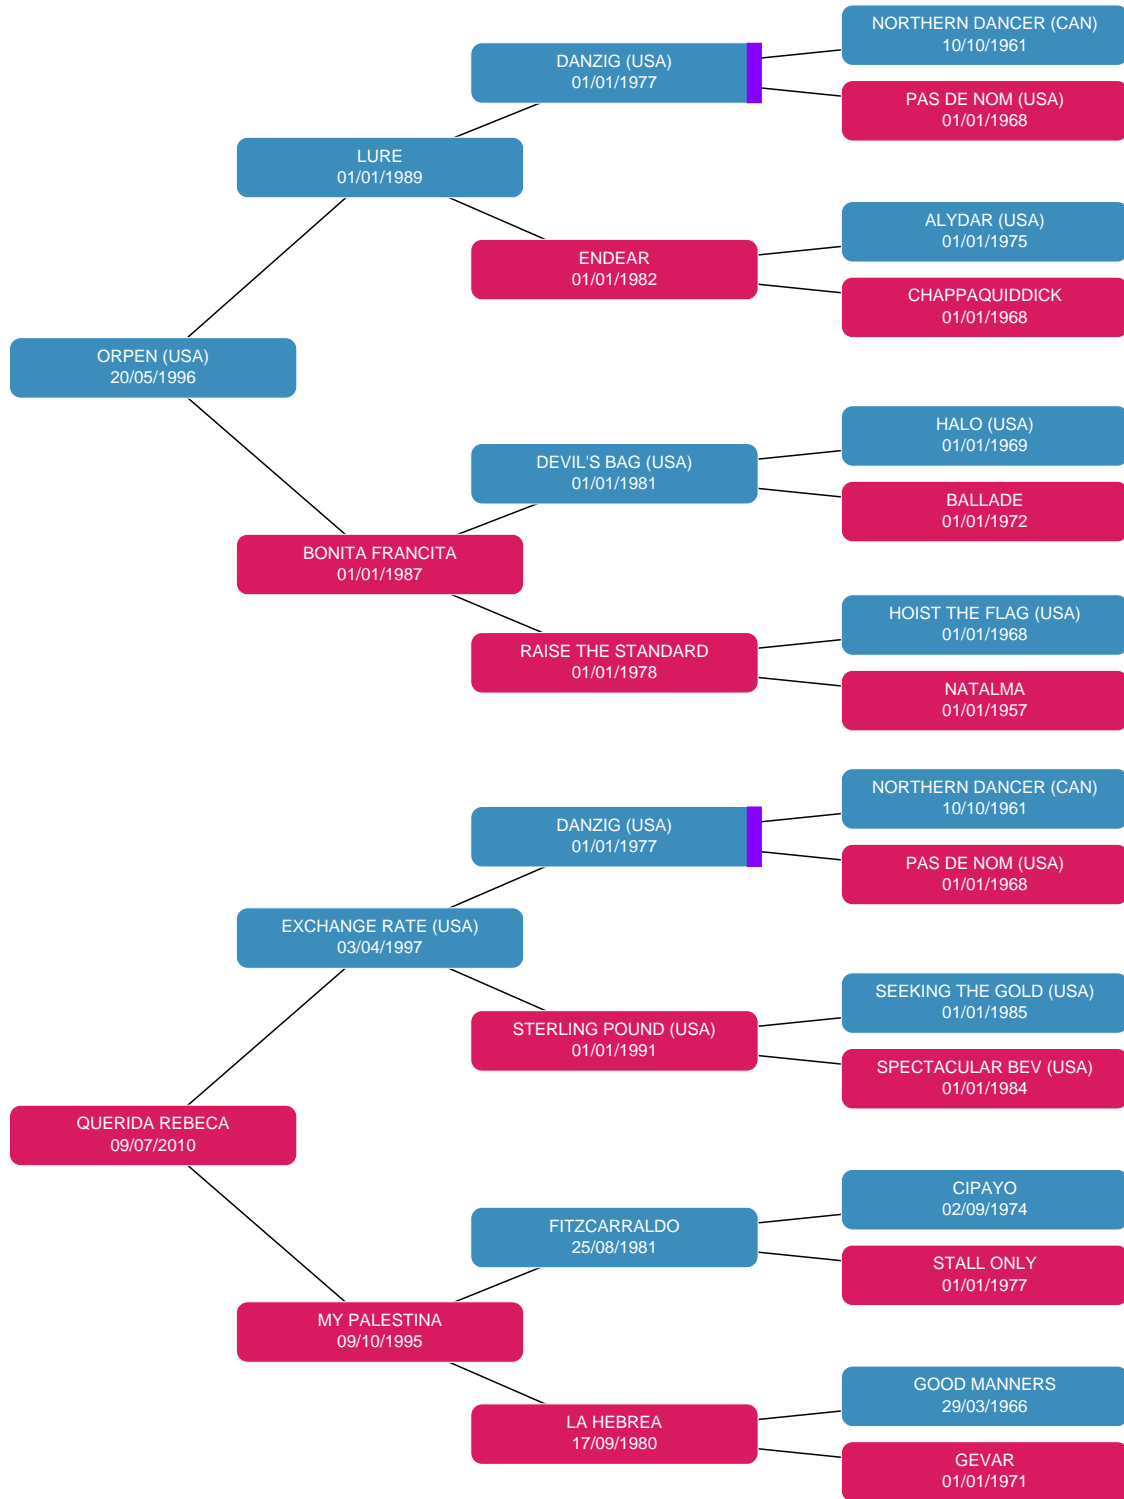 NORTHERN DANCER (CAN)
10/10/1961
DANZIG (USA)
01/01/1977
PAS DE NOM (USA)
01/01/1968
LURE
01/01/1989
ALYDAR (USA)
01/01/1975
ENDEAR
01/01/1982
CHAPPAQUIDDICK
01/01/1968
ORPEN (USA)
20/05/1996
HALO (USA)
01/01/1969
DEVIL'S BAG (USA)
01/01/1981
BALLADE
01/01/1972
BONITA FRANCITA
01/01/1987
HOIST THE FLAG (USA)
01/01/1968
RAISE THE STANDARD
01/01/1978
NATALMA
01/01/1957
NORTHERN DANCER (CAN)
10/10/1961
DANZIG (USA)
01/01/1977
PAS DE NOM (USA)
01/01/1968
EXCHANGE RATE (USA)
03/04/1997
SEEKING THE GOLD (USA)
01/01/1985
STERLING POUND (USA)
01/01/1991
SPECTACULAR BEV (USA)
01/01/1984
QUERIDA REBECA
09/07/2010
CIPAYO
02/09/1974
FITZCARRALDO
25/08/1981
STALL ONLY
01/01/1977
MY PALESTINA
09/10/1995
GOOD MANNERS
29/03/1966
LA HEBREA
17/09/1980
GEVAR
01/01/1971